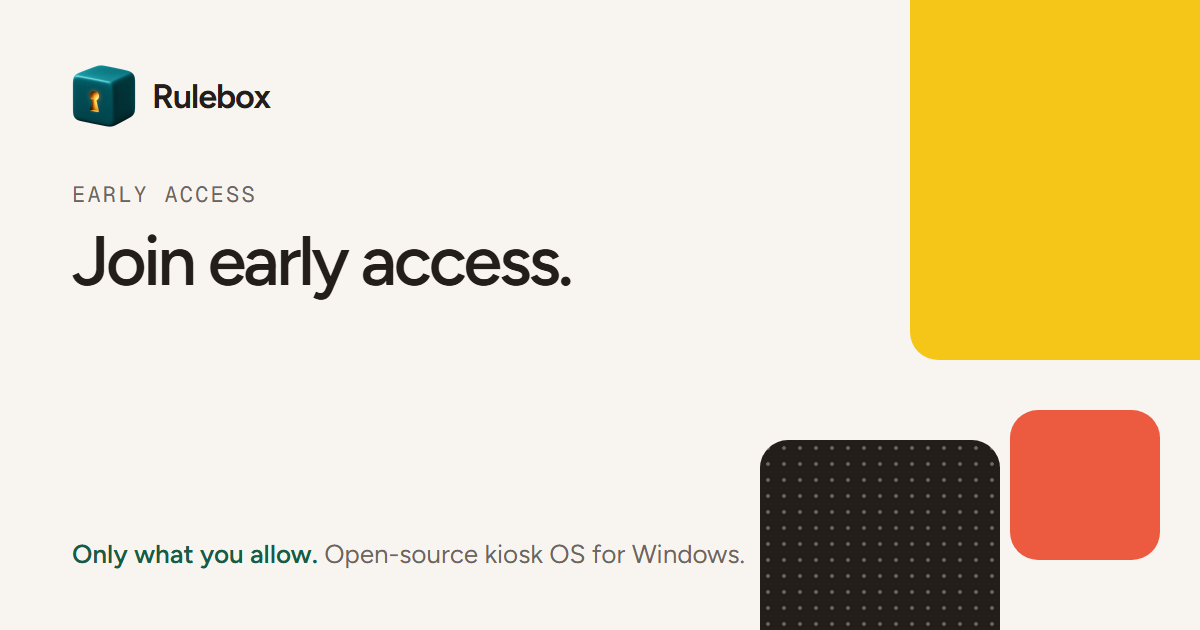 Rulebox
EARLY ACCESS
Join early access.
Only what you allow. Open-source kiosk OS for Windows.